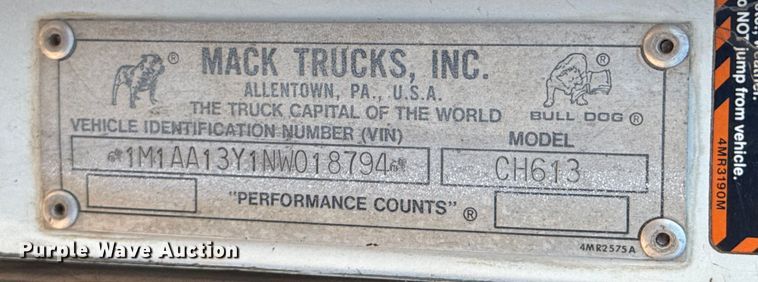 MACK TRUCKS, INC.
ALLENTOWN, PA., U.S.A.
THE TRUCK CAPITAL OF THE WORLD
BULL DOG ®
VEHICLE IDENTIFICATION NUMBER (VIN)
MODEL
1M1AA13Y1NW018794
CH613
"PERFORMANCE COUNTS" ®
4MR2575A
Do NOT jump from vehicle.
4MR3190M
Purple Wave Auction